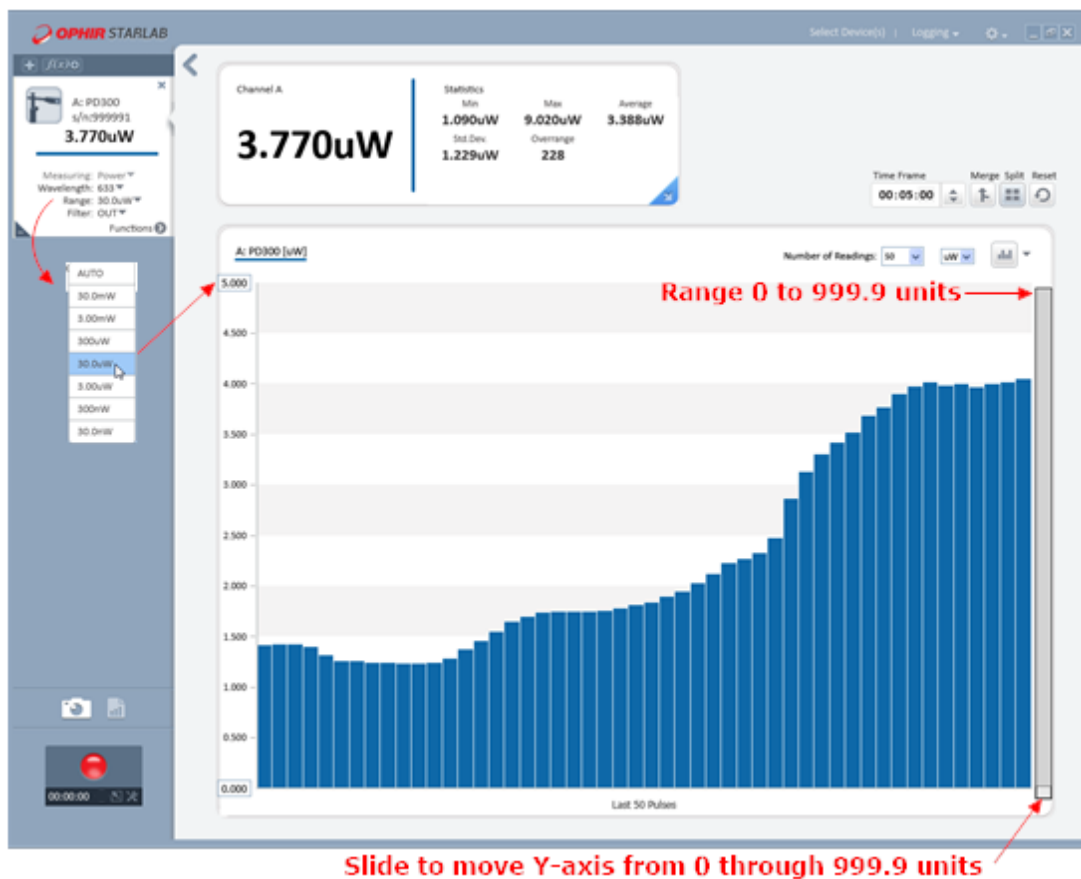 OPHIR STARLAB
Select Device(s) | Logging
f(x)
A: PD300
s/n:999991
3.770uW
Measuring: Power
Wavelength: 633
Range: 30.0uW
Filter: OUT
Functions
AUTO
30.0mW
3.00mW
300uW
30.0uW
3.00uW
300nW
30.0nW
00:00:00
Channel A
3.770uW
Statistics
Min Max Average
1.090uW 9.020uW 3.388uW
Std.Dev. Overrange
1.229uW 228
Time Frame Merge Split Reset
00:05:00
A: PD300 [uW]
Number of Readings: 50 uW
Range 0 to 999.9 units
5.000
4.500
4.000
3.500
3.000
2.500
2.000
1.500
1.000
0.500
0.000
Last 50 Pulses
Slide to move Y-axis from 0 through 999.9 units